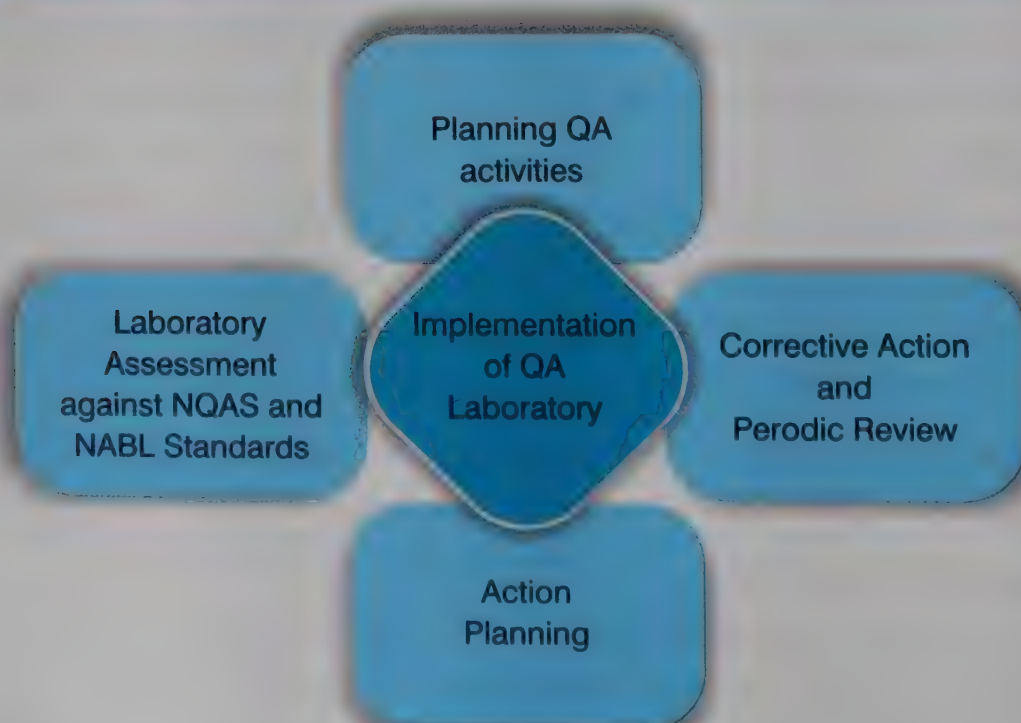 Planning QA
activities
Laboratory
Assessment
against NQAS and
NABL Standards
Implementation
of QA
Laboratory
Corrective Action
and
Perodic Review
Action
Planning